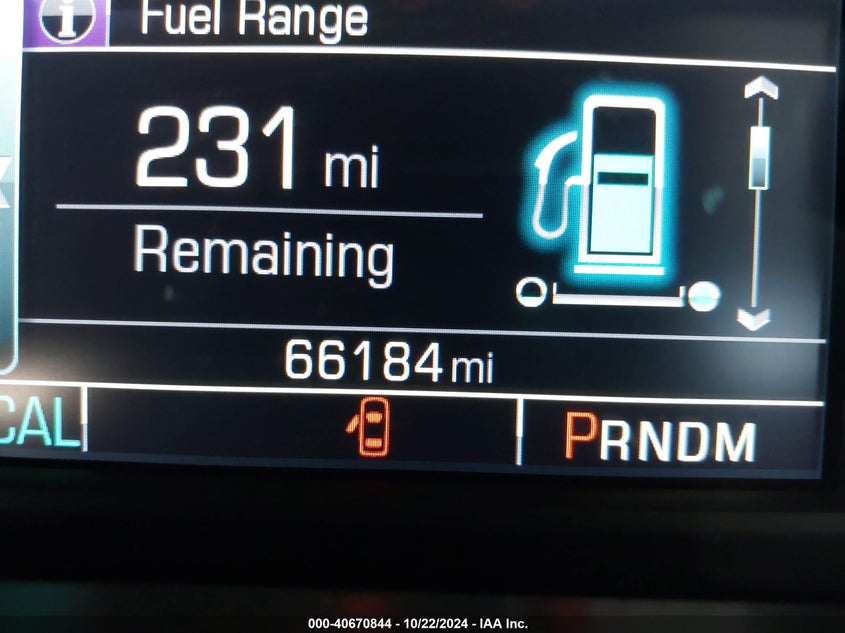 i Fuel Range
231 mi
Remaining
66184 mi
CAL
PRNDM
000-40670844 - 10/22/2024 - IAA Inc.